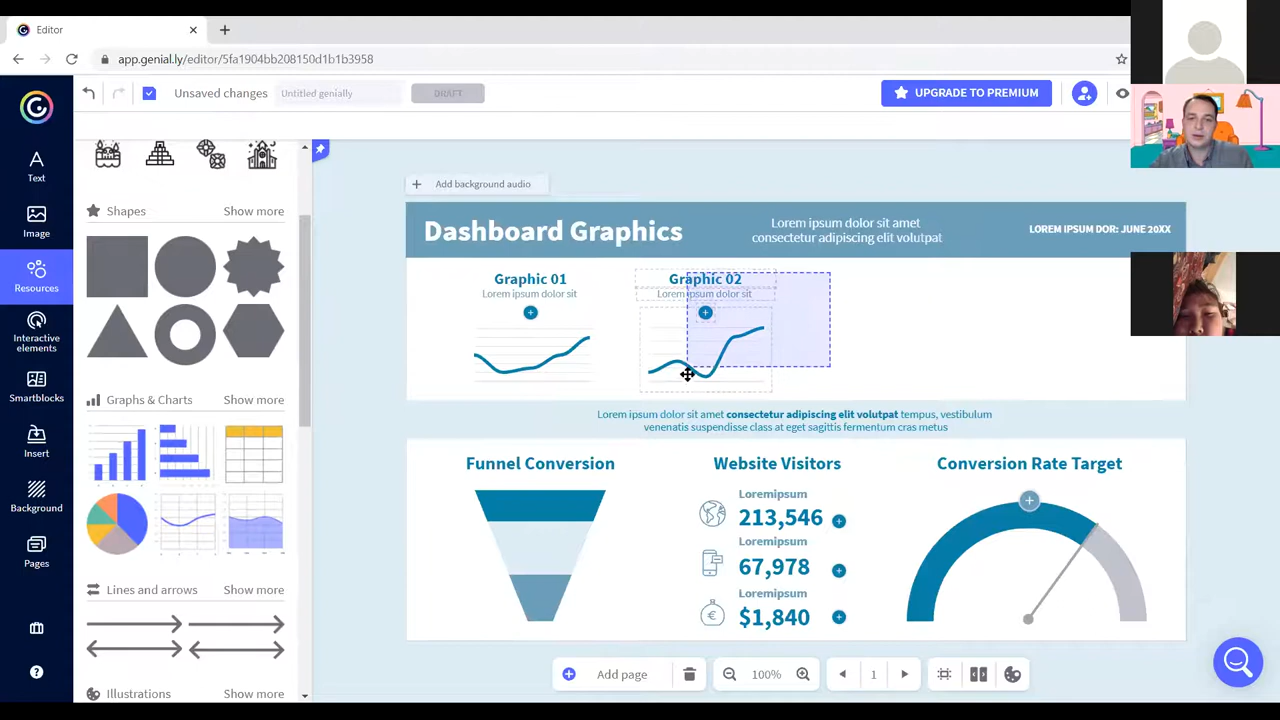 Editor
app.genial.ly/editor/5fa1904bb208150d1b1b3958
Unsaved changes
Untitled genially
DRAFT
UPGRADE TO PREMIUM
Text
Image
Resources
Interactive
elements
Smartblocks
Insert
Background
Pages
Shapes
Show more
Graphs & Charts
Show more
Lines and arrows
Show more
Illustrations
Show more
Add background audio
Dashboard Graphics
Lorem ipsum dolor sit amet
consectetur adipiscing elit volutpat
LOREM IPSUM DOR: JUNE 20XX
Graphic 01
Lorem ipsum dolor sit
Graphic 02
Lorem ipsum dolor sit
Lorem ipsum dolor sit amet consectetur adipiscing elit volutpat tempus, vestibulum
venenatis suspendisse class at eget sagittis fermentum cras metus
Funnel Conversion
Website Visitors
Loremipsum
213,546
Loremipsum
67,978
Loremipsum
$1,840
Conversion Rate Target
Add page
100%
1